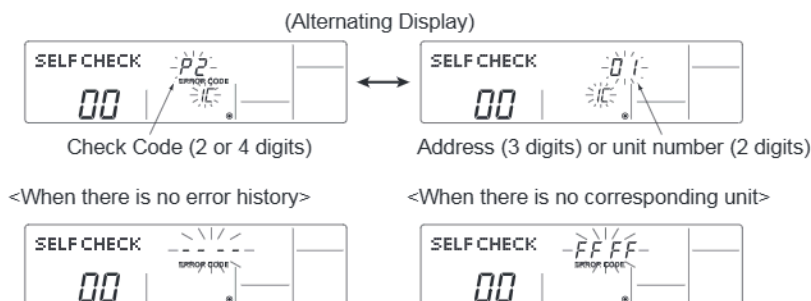 (Alternating Display)
SELF CHECK P2
ERROR CODE
00 1C
SELF CHECK 01
00 1C
Check Code (2 or 4 digits)
Address (3 digits) or unit number (2 digits)
<When there is no error history>
<When there is no corresponding unit>
SELF CHECK - - - -
ERROR CODE
00
SELF CHECK FFFF
ERROR CODE
00